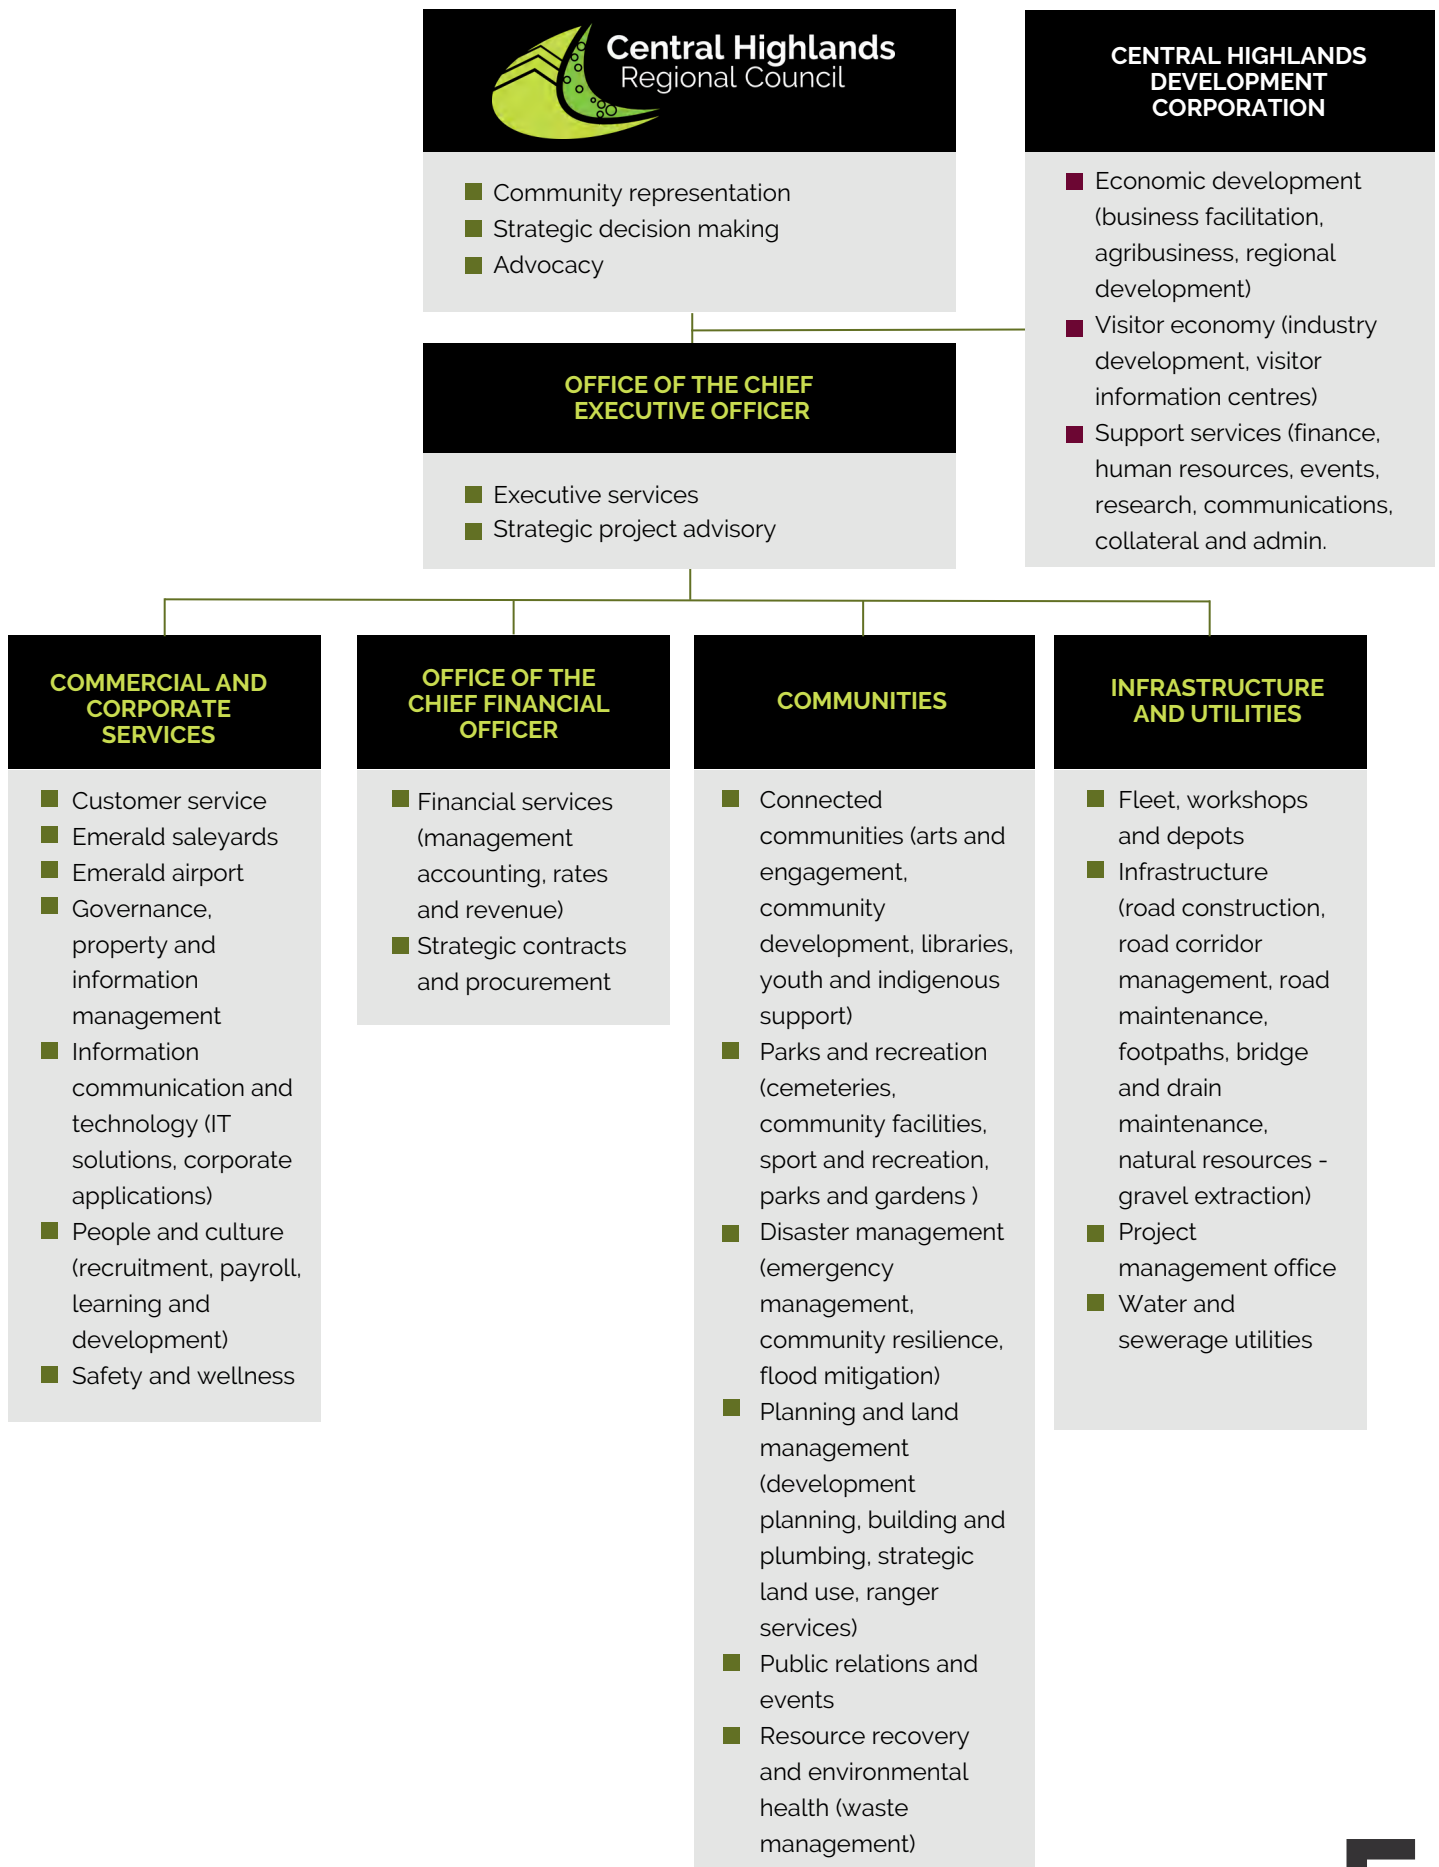 Central Highlands
Regional Council
Community representation
Strategic decision making
Advocacy
CENTRAL HIGHLANDS
DEVELOPMENT
CORPORATION
Economic development
(business facilitation,
agribusiness, regional
development)
Visitor economy (industry
development, visitor
information centres)
Support services (finance,
human resources, events,
research, communications,
collateral and admin.
OFFICE OF THE CHIEF
EXECUTIVE OFFICER
Executive services
Strategic project advisory
COMMERCIAL AND
CORPORATE
SERVICES
Customer service
Emerald saleyards
Emerald airport
Governance,
property and
information
management
Information
communication and
technology (IT
solutions, corporate
applications)
People and culture
(recruitment, payroll,
learning and
development)
Safety and wellness
OFFICE OF THE
CHIEF FINANCIAL
OFFICER
Financial services
(management
accounting, rates
and revenue)
Strategic contracts
and procurement
COMMUNITIES
Connected
communities (arts and
engagement,
community
development, libraries,
youth and indigenous
support)
Parks and recreation
(cemeteries,
community facilities,
sport and recreation,
parks and gardens )
Disaster management
(emergency
management,
community resilience,
flood mitigation)
Planning and land
management
(development
planning, building and
plumbing, strategic
land use, ranger
services)
Public relations and
events
Resource recovery
and environmental
health (waste
management)
INFRASTRUCTURE
AND UTILITIES
Fleet, workshops
and depots
Infrastructure
(road construction,
road corridor
management, road
maintenance,
footpaths, bridge
and drain
maintenance,
natural resources -
gravel extraction)
Project
management office
Water and
sewerage utilities